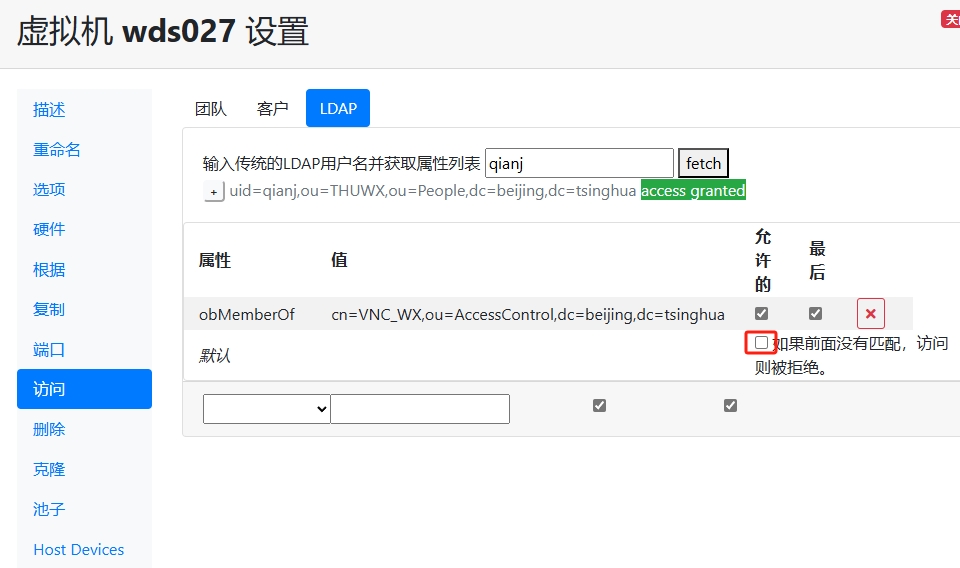 虚拟机 wds027 设置
描述
重命名
选项
硬件
根据
复制
端口
访问
删除
克隆
池子
Host Devices
团队 客户 LDAP
输入传统的LDAP用户名并获取属性列表 qianj fetch
+ uid=qianj,ou=THUWX,ou=People,dc=beijing,dc=tsinghua access granted
属性 值 允许的 最后
obMemberOf cn=VNC_WX,ou=AccessControl,dc=beijing,dc=tsinghua
默认 如果前面没有匹配，访问
则被拒绝。